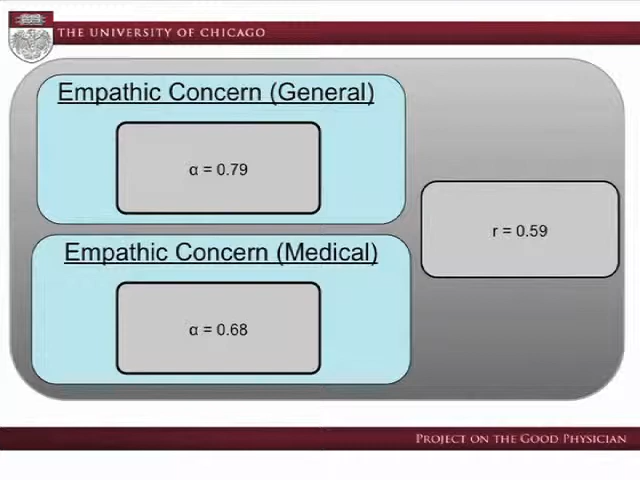 THE UNIVERSITY OF CHICAGO
Empathic Concern (General)
α = 0.79
r = 0.59
Empathic Concern (Medical)
α = 0.68
PROJECT ON THE GOOD PHYSICIAN